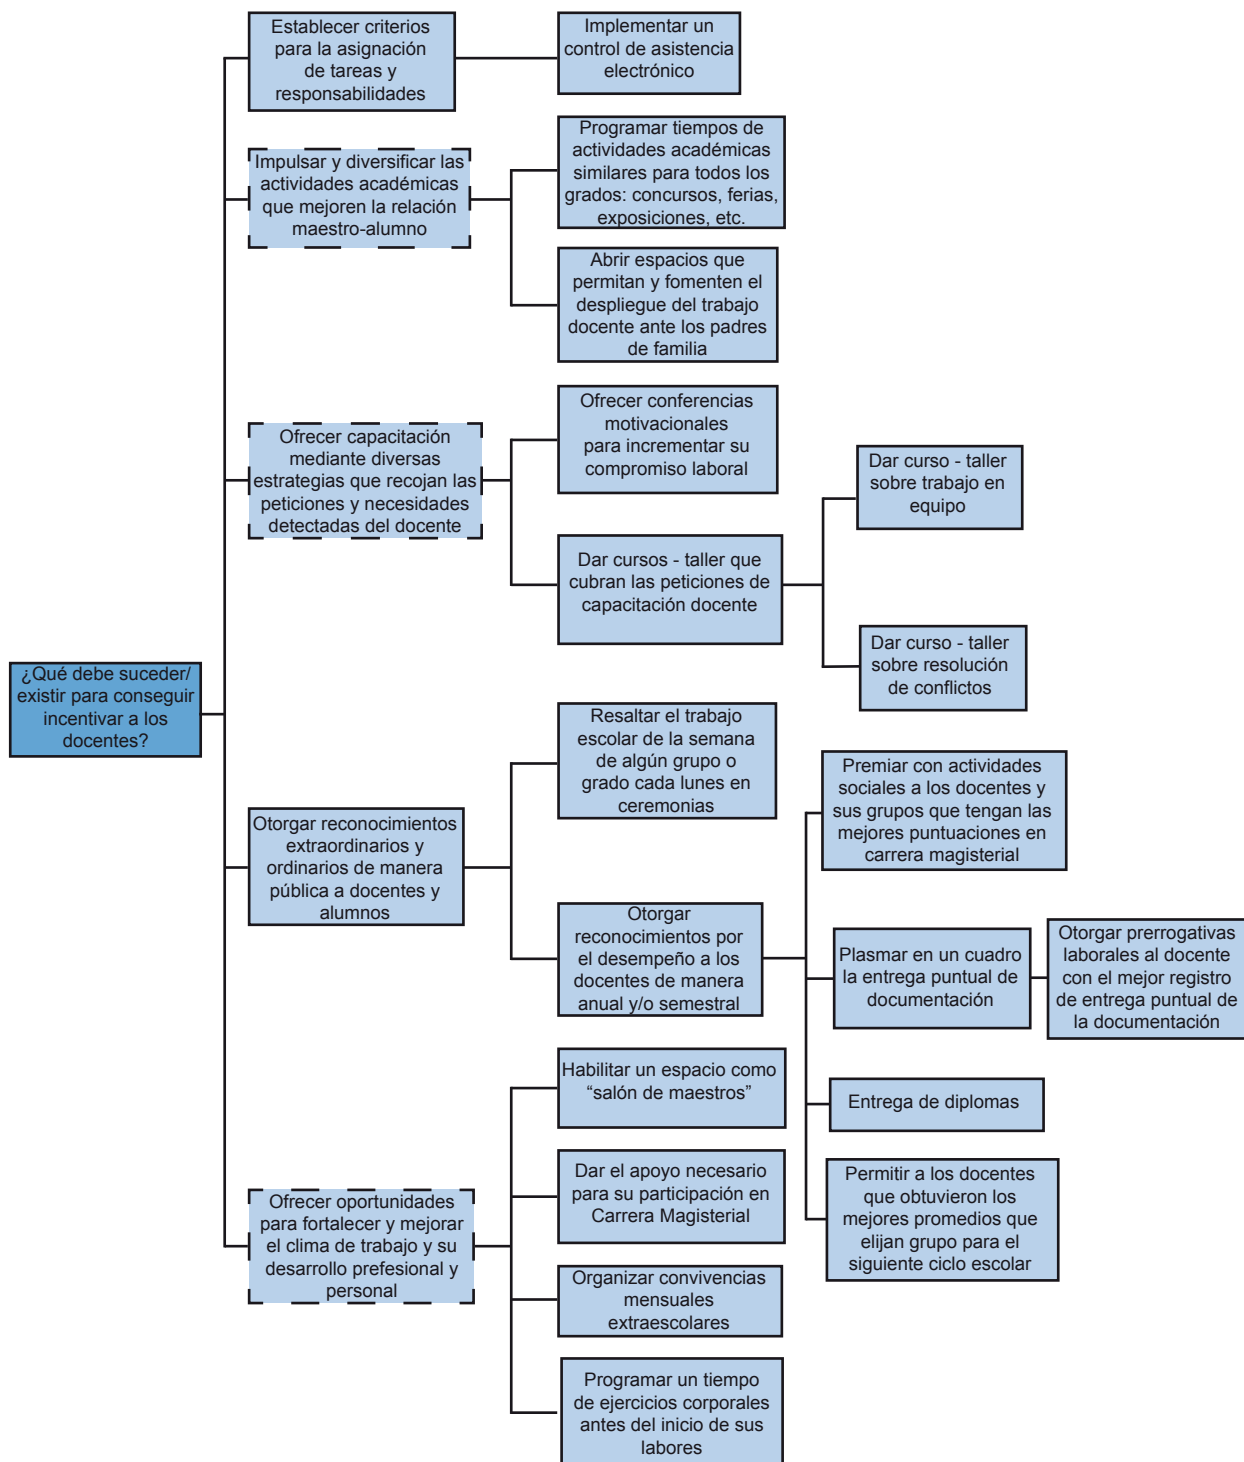 Establecer criterios
para la asignación
de tareas y
responsabilidades
Implementar un
control de asistencia
electrónico
Impulsar y diversificar las
actividades académicas
que mejoren la relación
maestro-alumno
Programar tiempos de
actividades académicas
similares para todos los
grados: concursos, ferias,
exposiciones, etc.
Abrir espacios que
permitan y fomenten el
despliegue del trabajo
docente ante los padres
de familia
Ofrecer capacitación
mediante diversas
estrategias que recojan las
peticiones y necesidades
detectadas del docente
Ofrecer conferencias
motivacionales
para incrementar su
compromiso laboral
Dar cursos - taller que
cubran las peticiones de
capacitación docente
Dar curso - taller
sobre trabajo en
equipo
Dar curso - taller
sobre resolución
de conflictos
¿Qué debe suceder/
existir para conseguir
incentivar a los
docentes?
Otorgar reconocimientos
extraordinarios y
ordinarios de manera
pública a docentes y
alumnos
Resaltar el trabajo
escolar de la semana
de algún grupo o
grado cada lunes en
ceremonias
Otorgar
reconocimientos por
el desempeño a los
docentes de manera
anual y/o semestral
Premiar con actividades
sociales a los docentes y
sus grupos que tengan las
mejores puntuaciones en
carrera magisterial
Plasmar en un cuadro
la entrega puntual de
documentación
Otorgar prerrogativas
laborales al docente
con el mejor registro
de entrega puntual de
la documentación
Entrega de diplomas
Permitir a los docentes
que obtuvieron los
mejores promedios que
elijan grupo para el
siguiente ciclo escolar
Ofrecer oportunidades
para fortalecer y mejorar
el clima de trabajo y su
desarrollo prefesional y
personal
Habilitar un espacio como
“salón de maestros”
Dar el apoyo necesario
para su participación en
Carrera Magisterial
Organizar convivencias
mensuales
extraescolares
Programar un tiempo
de ejercicios corporales
antes del inicio de sus
labores